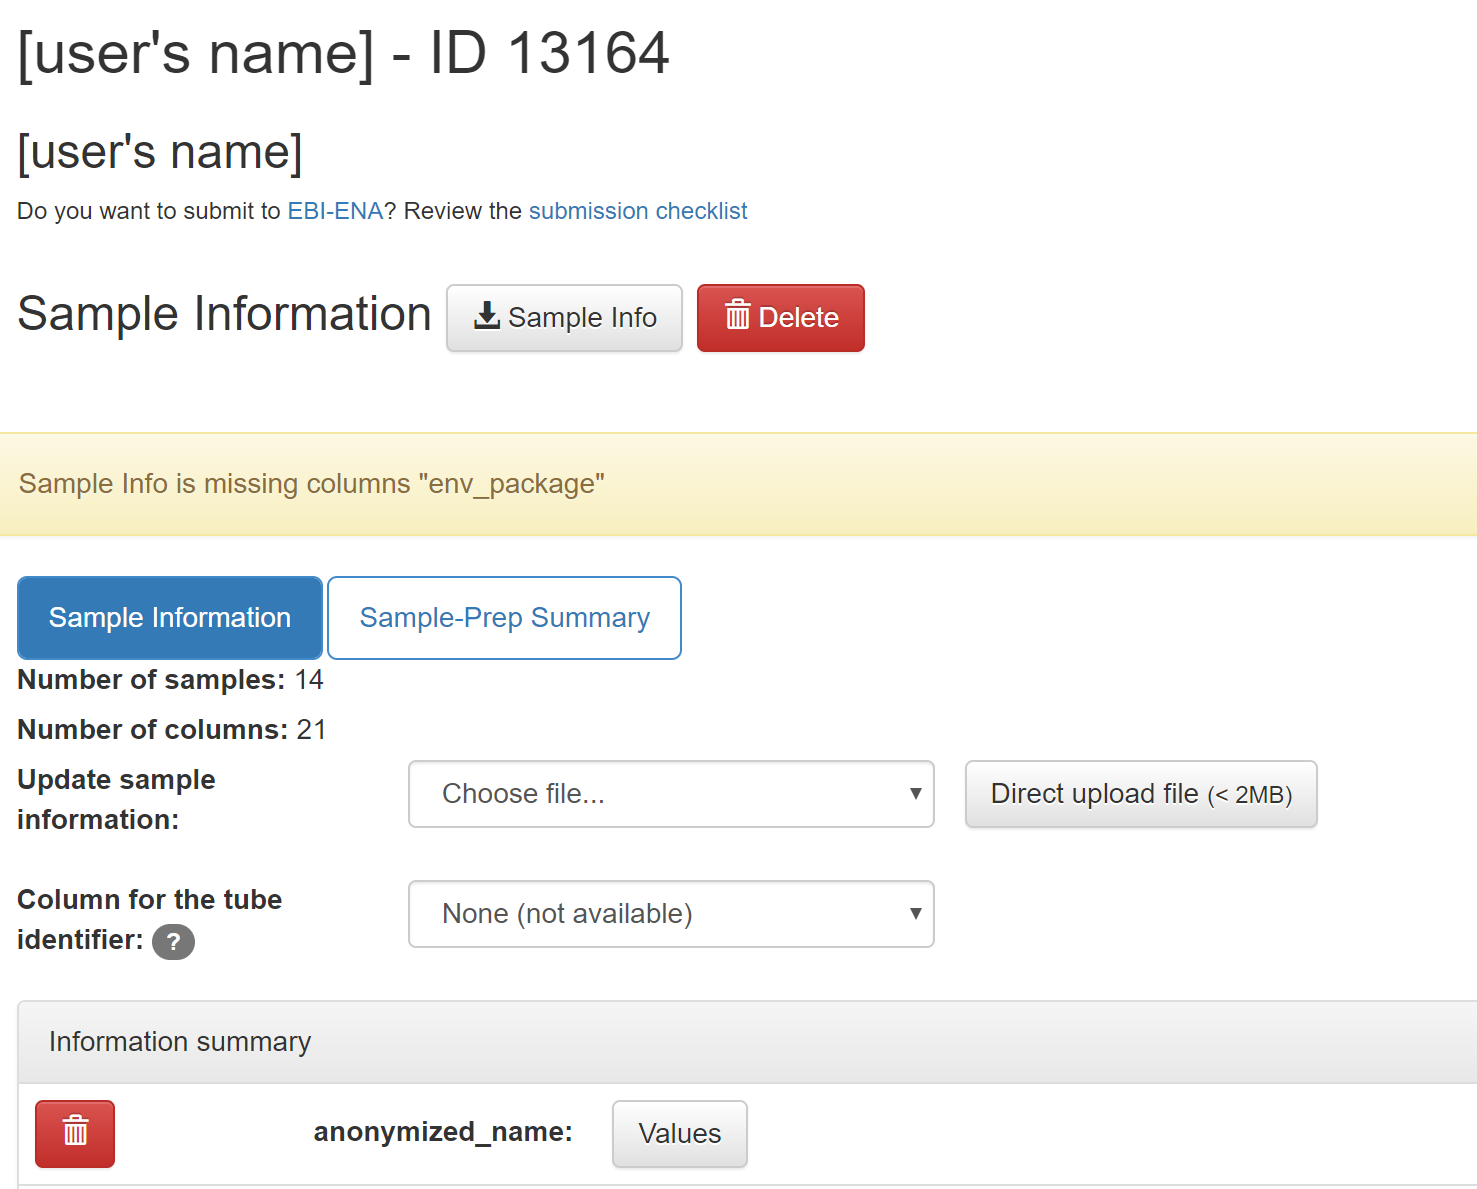 [user's name] - ID 13164
[user's name]
Do you want to submit to EBI-ENA? Review the submission checklist
Sample Information Sample Info Delete
Sample Info is missing columns "env_package"
Sample Information Sample-Prep Summary
Number of samples: 14
Number of columns: 21
Update sample information: Choose file... Direct upload file (< 2MB)
Column for the tube identifier: ? None (not available)
Information summary
anonymized_name: Values